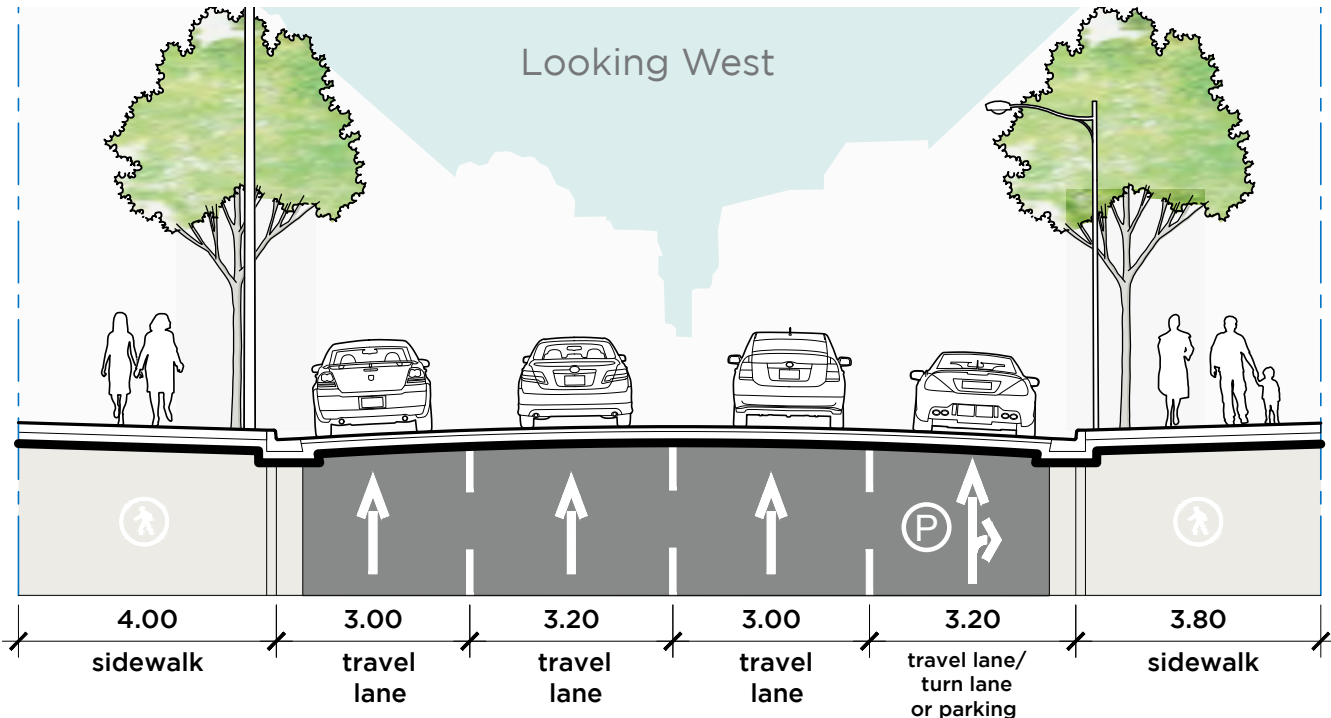 Looking West
P
4.00 3.00 3.20 3.00 3.20 3.80
sidewalk travel lane travel lane travel lane travel lane/ turn lane or parking sidewalk